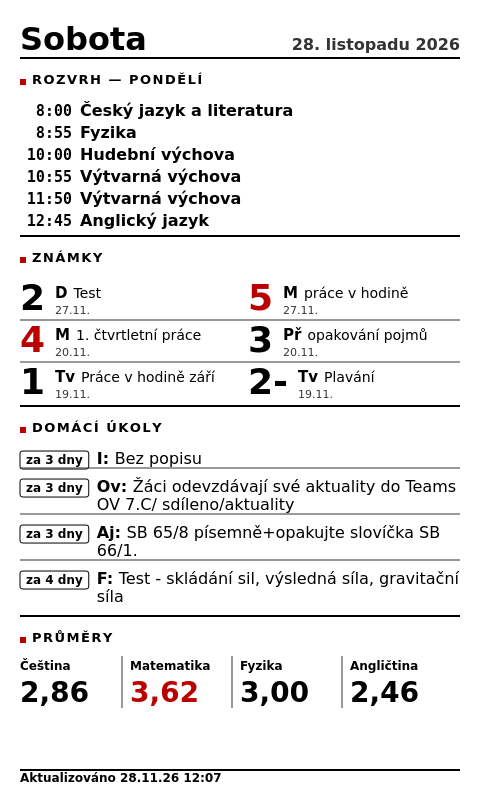 Sobota 28. listopadu 2026
ROZVRH — PONDĚLÍ
8:00 Český jazyk a literatura
8:55 Fyzika
10:00 Hudební výchova
10:55 Výtvarná výchova
11:50 Výtvarná výchova
12:45 Anglický jazyk
ZNÁMKY
2 D Test
27.11.
5 M práce v hodině
27.11.
4 M 1. čtvrtletní práce
20.11.
3 Př opakování pojmů
20.11.
1 Tv Práce v hodině září
19.11.
2- Tv Plavání
19.11.
DOMÁCÍ ÚKOLY
za 3 dny I: Bez popisu
za 3 dny Ov: Žáci odevzdávají své aktuality do Teams
OV 7.C/ sdíleno/aktuality
za 3 dny Aj: SB 65/8 písemně+opakujte slovíčka SB
66/1.
za 4 dny F: Test - skládání sil, výsledná síla, gravitační
síla
PRŮMĚRY
Čeština Matematika Fyzika Angličtina
2,86 3,62 3,00 2,46
Aktualizováno 28.11.26 12:07